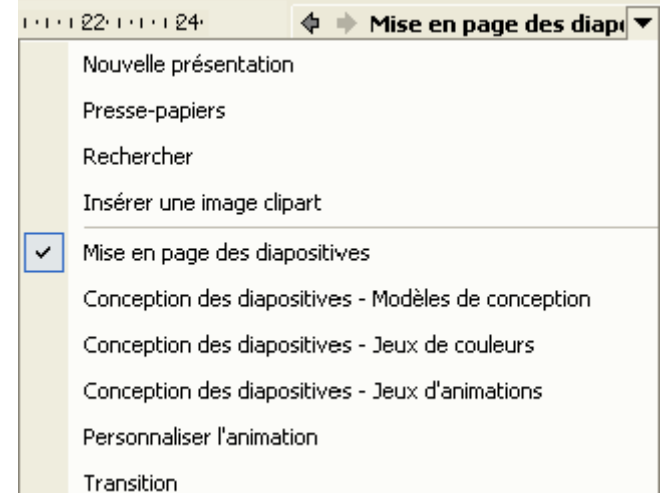 22 24 Mise en page des diap
Nouvelle présentation
Presse-papiers
Rechercher
Insérer une image clipart
Mise en page des diapositives
Conception des diapositives - Modèles de conception
Conception des diapositives - Jeux de couleurs
Conception des diapositives - Jeux d'animations
Personnaliser l'animation
Transition